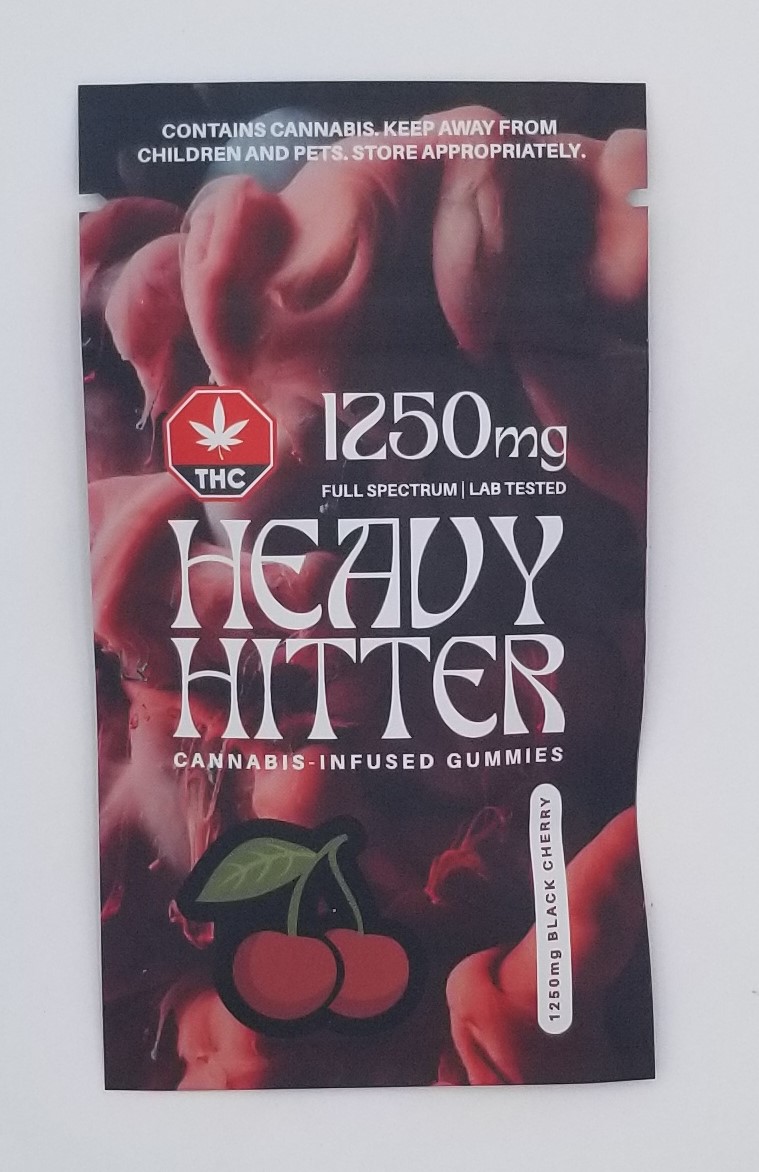 CONTAINS CANNABIS. KEEP AWAY FROM
CHILDREN AND PETS. STORE APPROPRIATELY.
THC
1250mg
FULL SPECTRUM | LAB TESTED
HEAVY
HITTER
CANNABIS-INFUSED GUMMIES
1250mg BLACK CHERRY